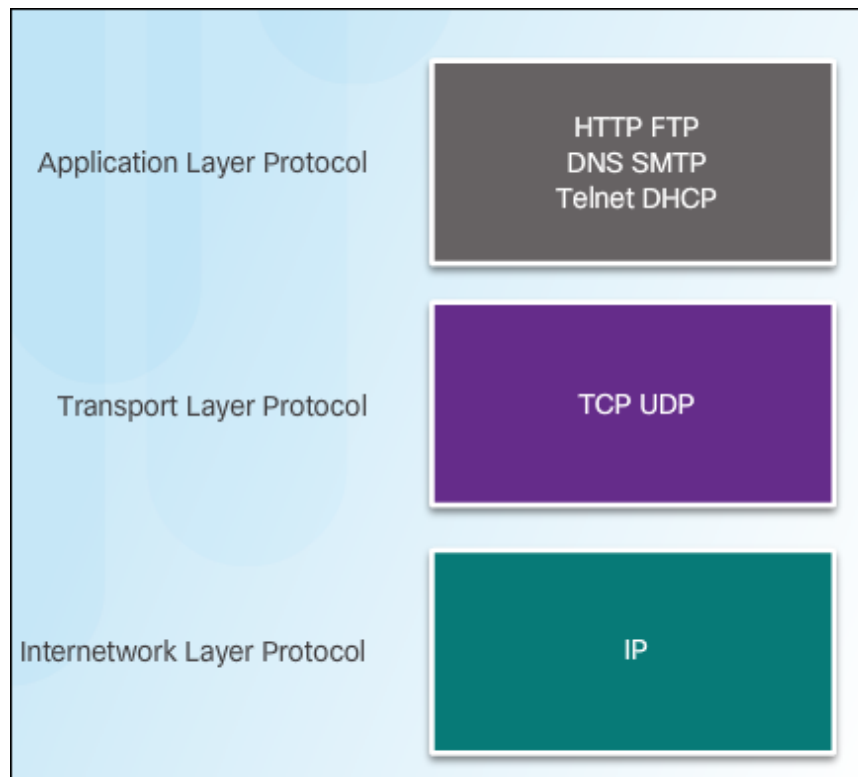 Application Layer Protocol
HTTP FTP
DNS SMTP
Telnet DHCP
Transport Layer Protocol
TCP UDP
Internetwork Layer Protocol
IP